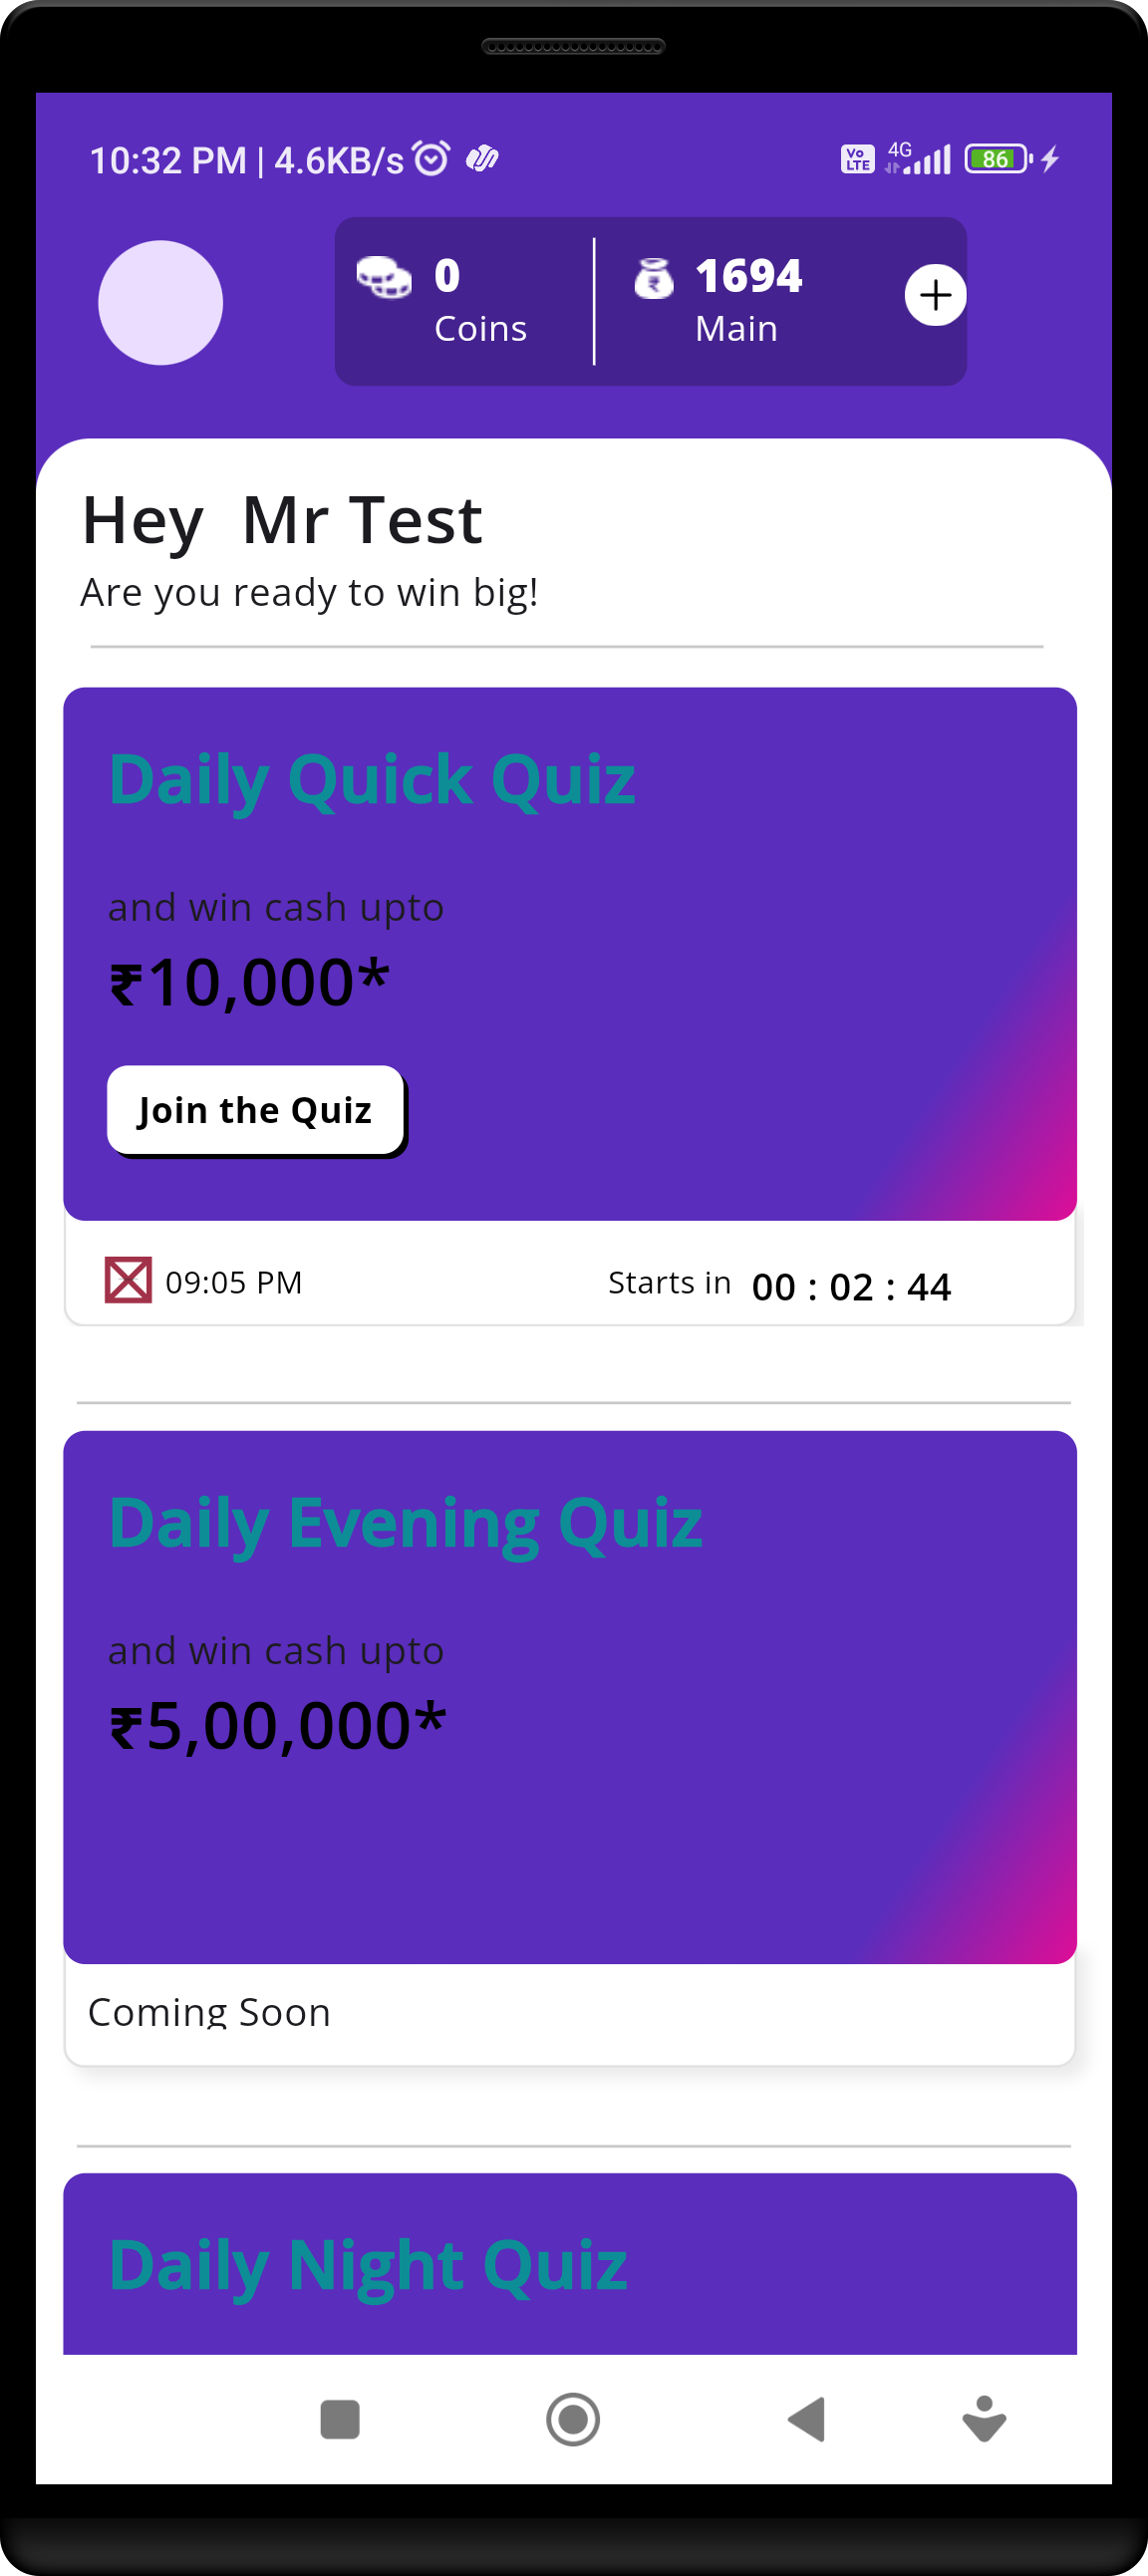 10:32 PM | 4.6KB/s
Vo LTE 4G 86
0 1694
Coins Main
Hey Mr Test
Are you ready to win big!
Daily Quick Quiz
and win cash upto
₹10,000*
Join the Quiz
09:05 PM Starts in 00 : 02 : 44
Daily Evening Quiz
and win cash upto
₹5,00,000*
Coming Soon
Daily Night Quiz